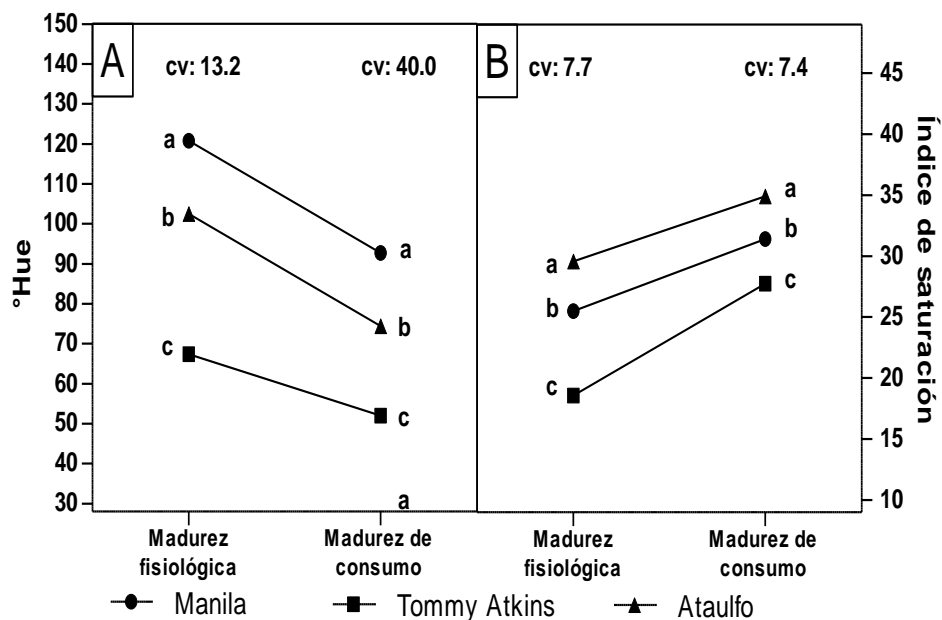 150
140
130
120
110
100
90
80
70
60
50
40
30
°Hue
A
cv: 13.2
cv: 40.0
a
b
c
a
b
c
a
B
cv: 7.7
cv: 7.4
a
b
c
a
b
c
45
40
35
30
25
20
15
10
Índice de saturación
Madurez
fisiológica
Madurez de
consumo
Madurez
fisiológica
Madurez de
consumo
Manila
Tommy Atkins
Ataulfo